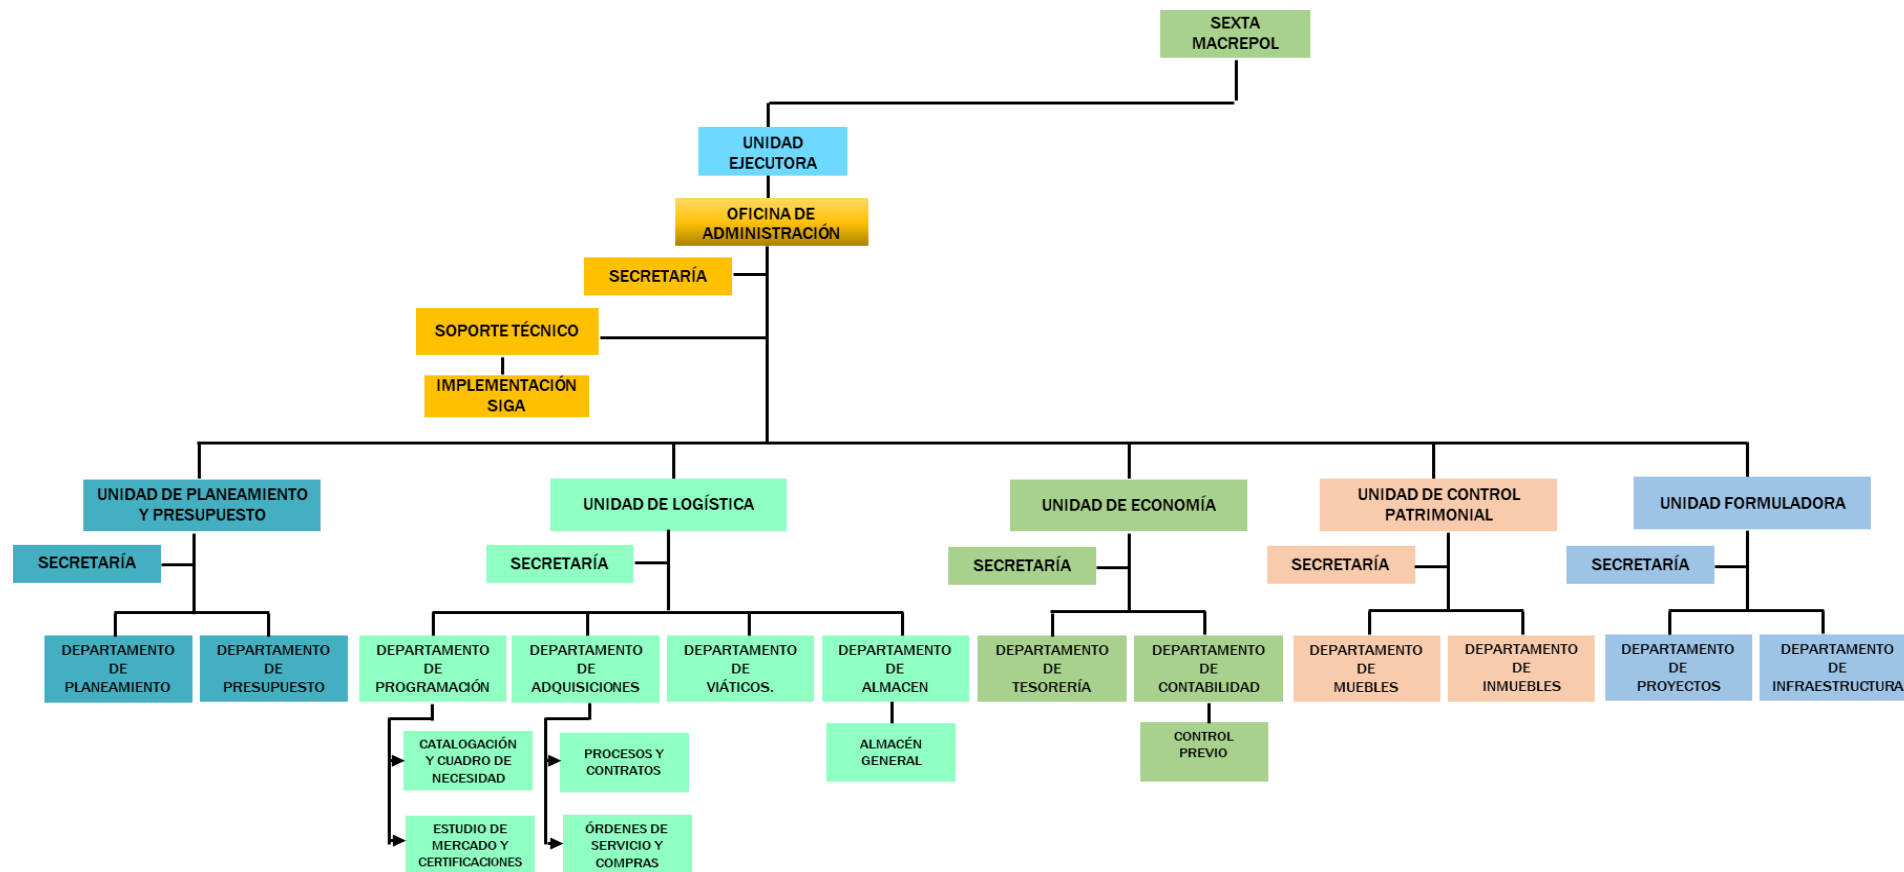 SEXTA
MACREPOL
UNIDAD
EJECUTORA
OFICINA DE
ADMINISTRACIÓN
SECRETARÍA
SOPORTE TÉCNICO
IMPLEMENTACIÓN
SIGA
UNIDAD DE PLANEAMIENTO
Y PRESUPUESTO
UNIDAD DE LOGÍSTICA
UNIDAD DE ECONOMÍA
UNIDAD DE CONTROL
PATRIMONIAL
UNIDAD FORMULADORA
SECRETARÍA
SECRETARÍA
SECRETARÍA
SECRETARÍA
SECRETARÍA
DEPARTAMENTO
DE
PLANEAMIENTO
DEPARTAMENTO
DE
PRESUPUESTO
DEPARTAMENTO
DE
PROGRAMACIÓN
DEPARTAMENTO
DE
ADQUISICIONES
DEPARTAMENTO
DE
VIÁTICOS.
DEPARTAMENTO
DE
ALMACEN
DEPARTAMENTO
DE
TESORERÍA
DEPARTAMENTO
DE
CONTABILIDAD
DEPARTAMENTO
DE
MUEBLES
DEPARTAMENTO
DE
INMUEBLES
DEPARTAMENTO
DE
PROYECTOS
DEPARTAMENTO
DE
INFRAESTRUCTURA
CATALOGACIÓN
Y CUADRO DE
NECESIDAD
PROCESOS Y
CONTRATOS
ALMACÉN
GENERAL
CONTROL
PREVIO
ESTUDIO DE
MERCADO Y
CERTIFICACIONES
ÓRDENES DE
SERVICIO Y
COMPRAS